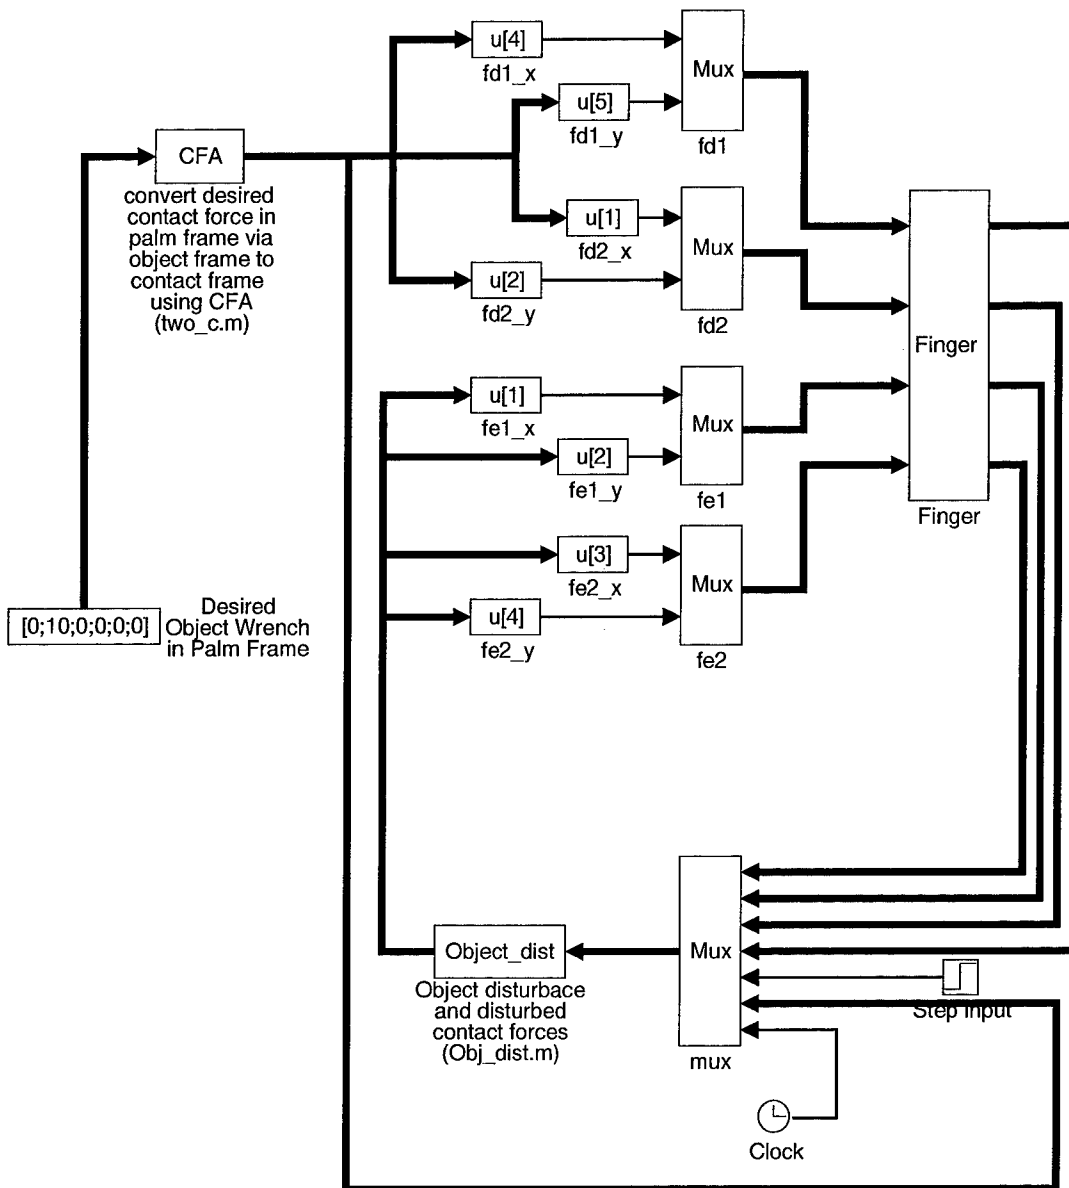 u[4]
fd1_x
Mux
u[5]
fd1_y
fd1
CFA
convert desired
contact force in
palm frame via
object frame to
contact frame
using CFA
(two_c.m)
u[1]
fd2_x
Mux
u[2]
fd2_y
fd2
Finger
Finger
u[1]
fe1_x
Mux
u[2]
fe1_y
fe1
u[3]
fe2_x
Mux
u[4]
fe2_y
fe2
[0;10;0;0;0;0]
Desired
Object Wrench
in Palm Frame
Object_dist
Object disturbace
and disturbed
contact forces
(Obj_dist.m)
Mux
mux
Step Input
Clock